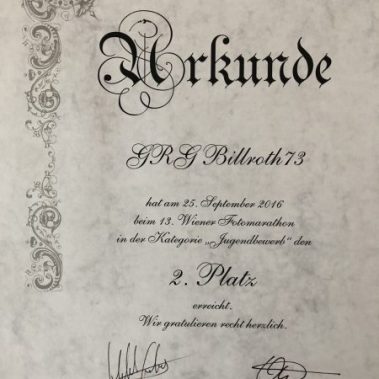 Urkunde
GRG Billroth73
hat am 25. September 2016
beim 13. Wiener Fotomarathon
in der Kategorie „Jugendbewerb“ den
2. Platz
erreicht.
Wir gratulieren recht herzlich.